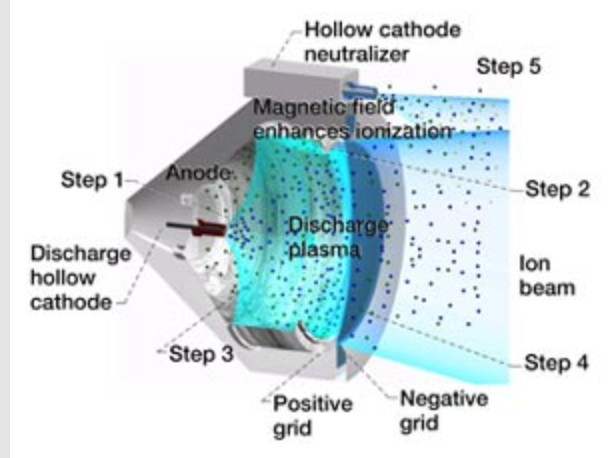 Hollow cathode
neutralizer
Step 5
Magnetic field
enhances ionization
Step 1
Anode
Step 2
Discharge
plasma
Discharge
hollow
cathode
Ion
beam
Step 3
Step 4
Positive
grid
Negative
grid